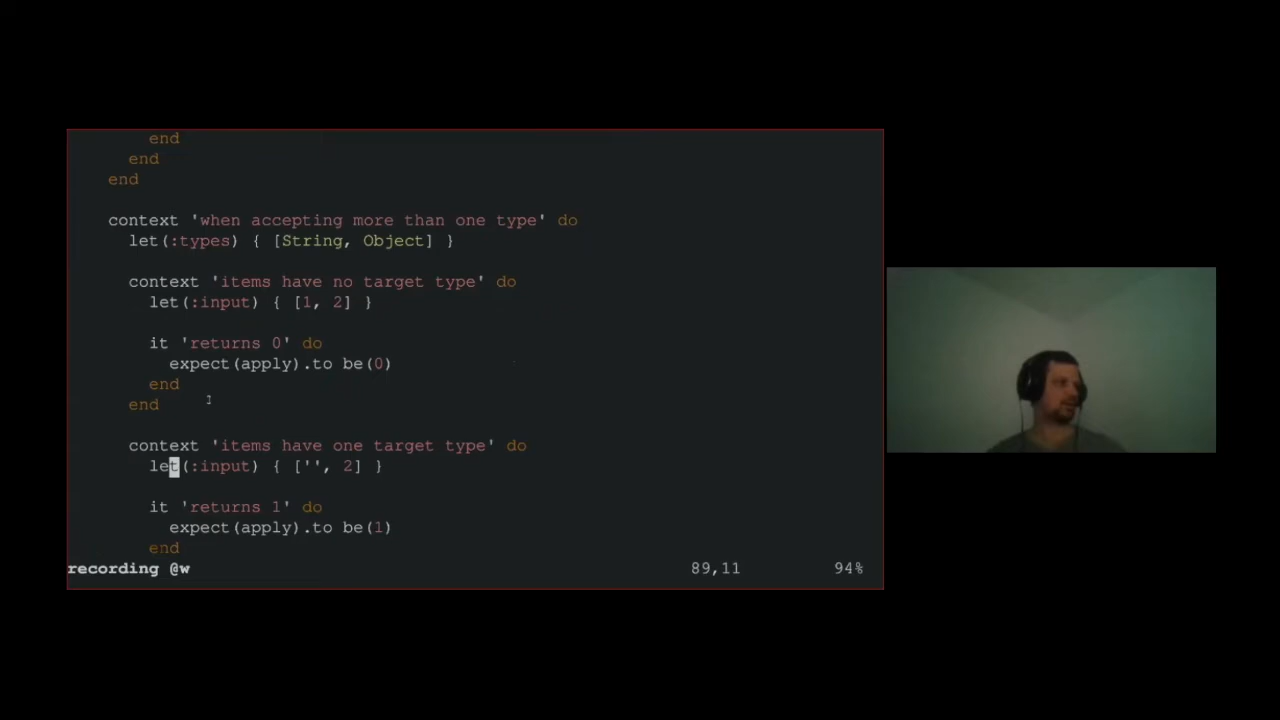 end
end
end
context 'when accepting more than one type' do
let(:types) { [String, Object] }
context 'items have no target type' do
let(:input) { [1, 2] }
it 'returns 0' do
expect(apply).to be(0)
end
end
context 'items have one target type' do
let(:input) { ['', 2] }
it 'returns 1' do
expect(apply).to be(1)
end
recording @w 89,11 94%